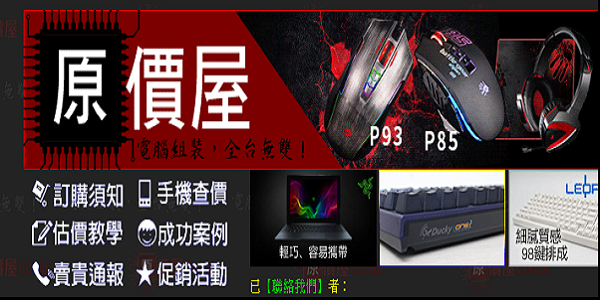 原價屋
電腦組裝，全台無雙！
P93 P85
訂購須知 手機查價
估價教學 成功案例
賣貴通報 促銷活動
輕巧、容易攜帶
Ducky one
細膩質感
98鍵排成
已【聯絡我們】者：